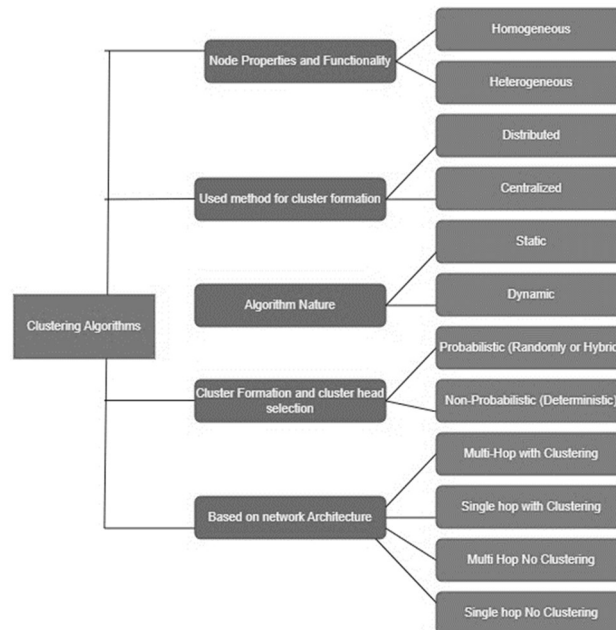 Clustering Algorithms
Node Properties and Functionality
Homogeneous
Heterogeneous
Used method for cluster formation
Distributed
Centralized
Algorithm Nature
Static
Dynamic
Cluster Formation and cluster head
selection
Probabilistic (Randomly or Hybric
Non-Probabilistic (Deterministic)
Based on network Architecture
Multi-Hop with Clustering
Single hop with Clustering
Multi Hop No Clustering
Single hop No Clustering